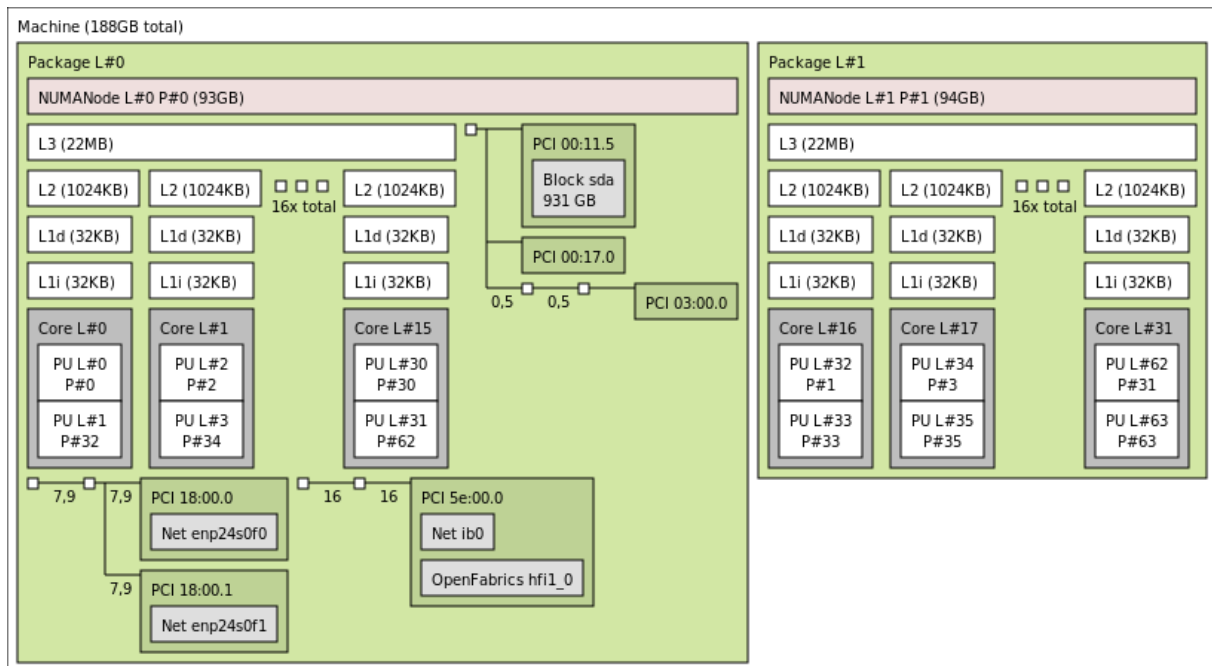 Machine (188GB total)
Package L#0
NUMANode L#0 P#0 (93GB)
L3 (22MB)
L2 (1024KB)
L2 (1024KB)
16x total
L2 (1024KB)
L1d (32KB)
L1d (32KB)
L1d (32KB)
L1i (32KB)
L1i (32KB)
L1i (32KB)
Core L#0
PU L#0
P#0
PU L#1
P#32
Core L#1
PU L#2
P#2
PU L#3
P#34
Core L#15
PU L#30
P#30
PU L#31
P#62
PCI 00:11.5
Block sda
931 GB
PCI 00:17.0
0,5
0,5
PCI 03:00.0
7,9
7,9
PCI 18:00.0
Net enp24s0f0
7,9
PCI 18:00.1
Net enp24s0f1
16
16
PCI 5e:00.0
Net ib0
OpenFabrics hfi1_0
Package L#1
NUMANode L#1 P#1 (94GB)
L3 (22MB)
L2 (1024KB)
L2 (1024KB)
16x total
L2 (1024KB)
L1d (32KB)
L1d (32KB)
L1d (32KB)
L1i (32KB)
L1i (32KB)
L1i (32KB)
Core L#16
PU L#32
P#1
PU L#33
P#33
Core L#17
PU L#34
P#3
PU L#35
P#35
Core L#31
PU L#62
P#31
PU L#63
P#63